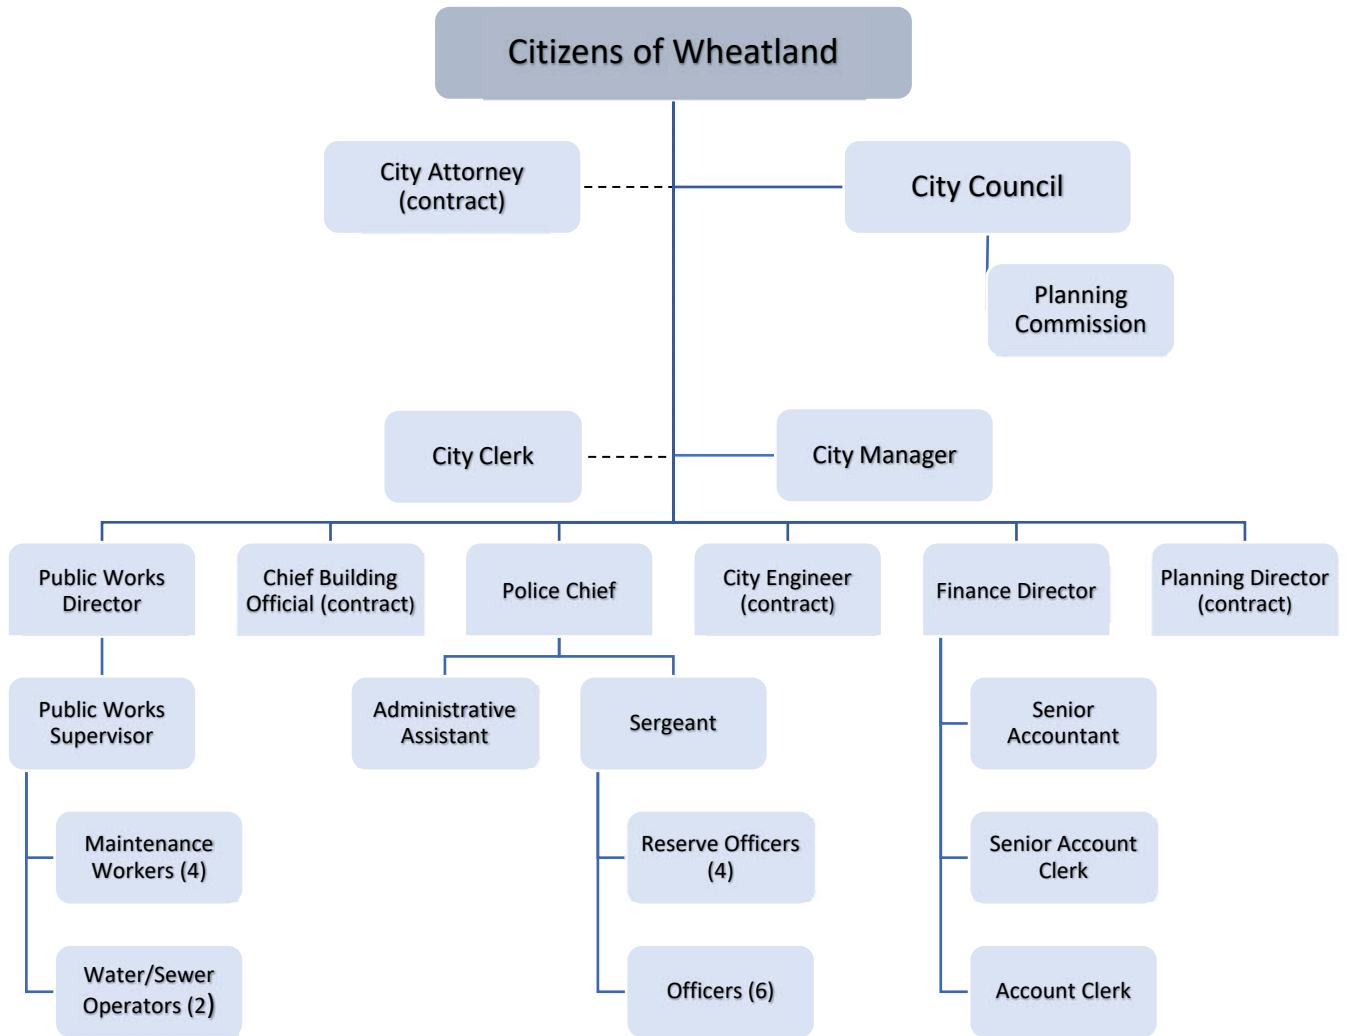 Citizens of Wheatland
City Attorney
(contract)
City Council
Planning
Commission
City Clerk
City Manager
Public Works
Director
Chief Building
Official (contract)
Police Chief
City Engineer
(contract)
Finance Director
Planning Director
(contract)
Public Works
Supervisor
Administrative
Assistant
Sergeant
Senior
Accountant
Maintenance
Workers (4)
Reserve Officers
(4)
Senior Account
Clerk
Water/Sewer
Operators (2)
Officers (6)
Account Clerk